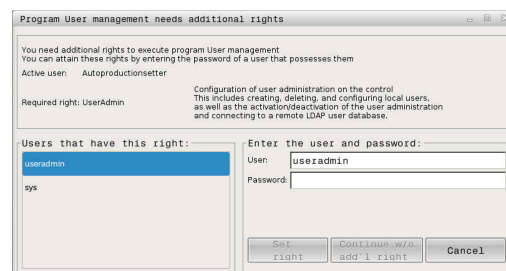 Program User management needs additional rights
You need additional rights to execute program User management
You can attain these rights by entering the password of a user that possesses them
Active user: Autoproductionsetter
Required right: UserAdmin
Configuration of user administration on the control
This includes creating, deleting, and configuring local users,
as well as the activation/deactivation of the user administration
and connecting to a remote LDAP user database.
Users that have this right:
useradmin
sys
Enter the user and password:
User: useradmin
Password:
Set right
Continue w/o add'l right
Cancel